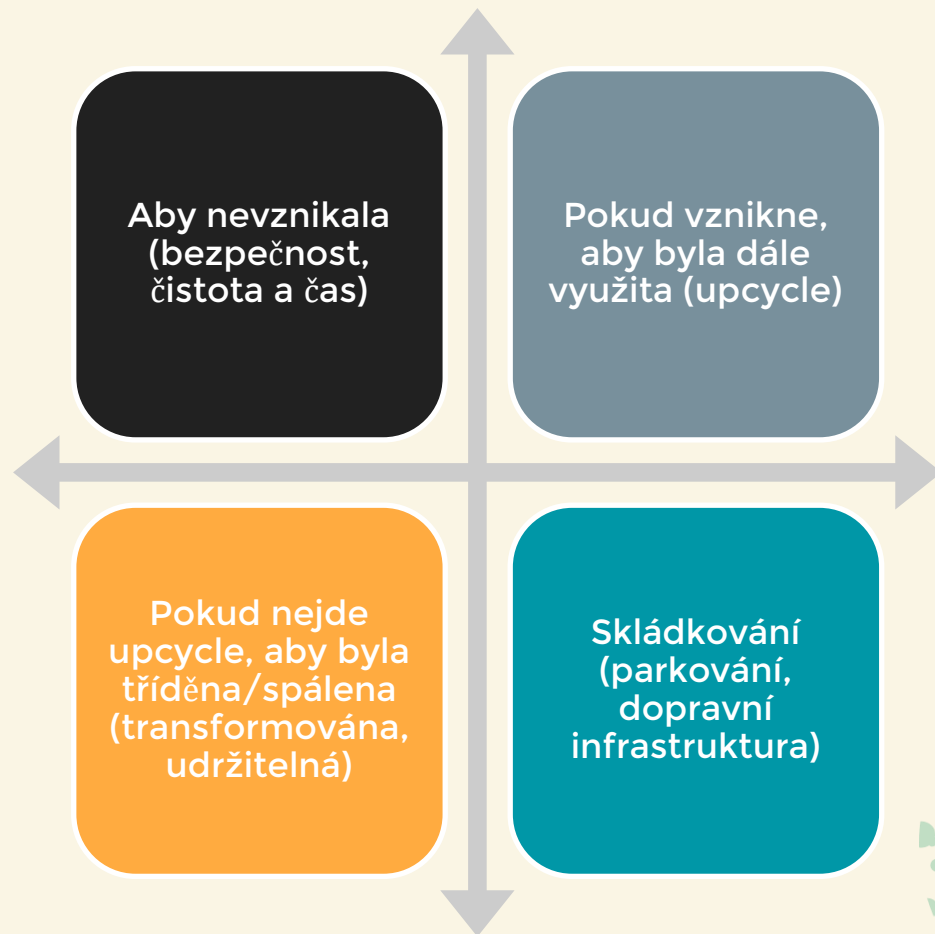 Aby nevznikala
(bezpečnost,
čistota a čas)
Pokud vznikne,
aby byla dále
využita (upcycle)
Pokud nejde
upcycle, aby byla
tříděna/spálena
(transformována,
udržitelná)
Skládkování
(parkování,
dopravní
infrastruktura)